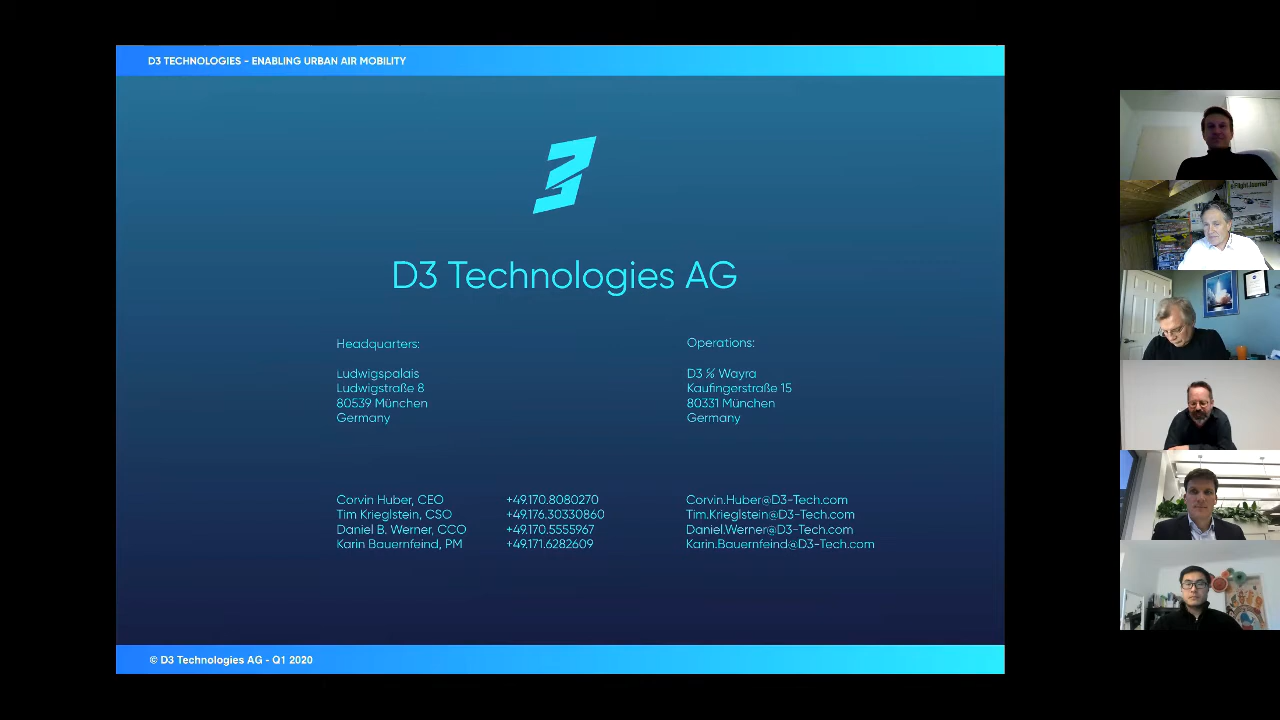 D3 TECHNOLOGIES - ENABLING URBAN AIR MOBILITY
D3 Technologies AG
Headquarters:
Ludwigspalais
Ludwigstraße 8
80539 München
Germany
Operations:
D3 ℅ Wayra
Kaufingerstraße 15
80331 München
Germany
Corvin Huber, CEO +49.170.8080270 Corvin.Huber@D3-Tech.com
Tim Krieglstein, CSO +49.176.30330860 Tim.Krieglstein@D3-Tech.com
Daniel B. Werner, CCO +49.170.5555967 Daniel.Werner@D3-Tech.com
Karin Bauernfeind, PM +49.171.6282609 Karin.Bauernfeind@D3-Tech.com
© D3 Technologies AG - Q1 2020